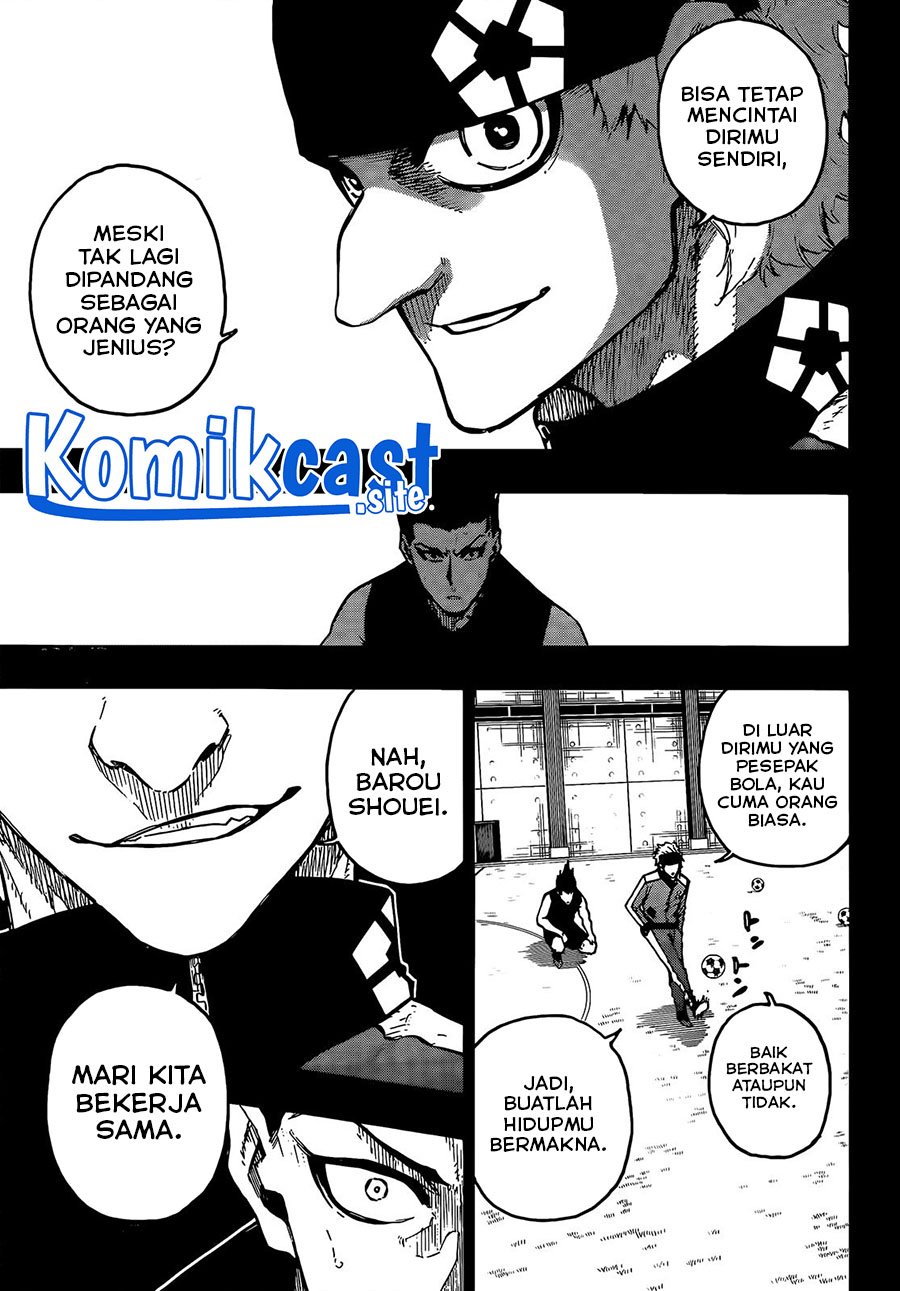 BISA TETAP
MENCINTAI
DIRIMU
SENDIRI,
MESKI
TAK LAGI
DIPANDANG
SEBAGAI
ORANG YANG
JENIUS?
Komikcast
.site
DI LUAR
DIRIMU YANG
PESEPAK
BOLA, KAU
CUMA ORANG
BIASA.
BAIK
BERBAKAT
ATAUPUN
TIDAK.
JADI,
BUATLAH
HIDUPMU
BERMAKNA.
NAH,
BAROU
SHOUEI.
MARI KITA
BEKERJA
SAMA.